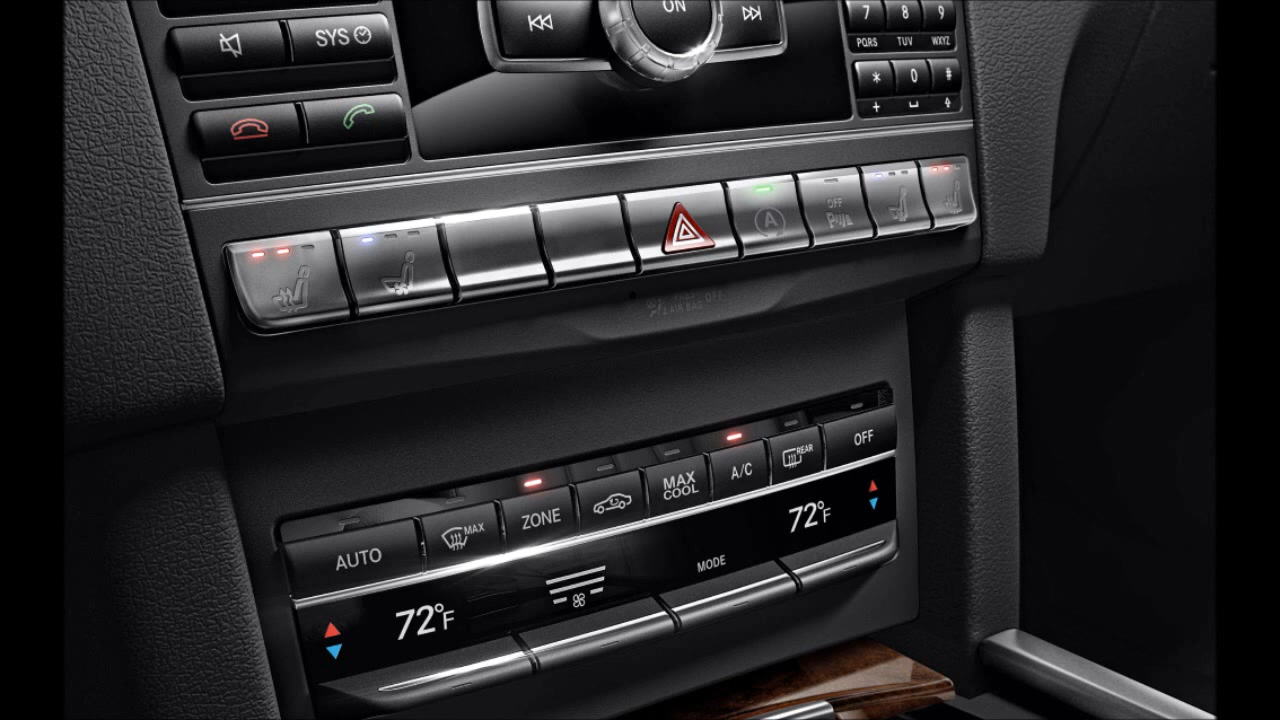 ON
7 8 9
PQRS TUV WXYZ
SYS
* 0 #
+
OFF
A
OFF
MAX
REAR
AUTO
ZONE
MAX
COOL
A/C
72°F
MODE
72°F